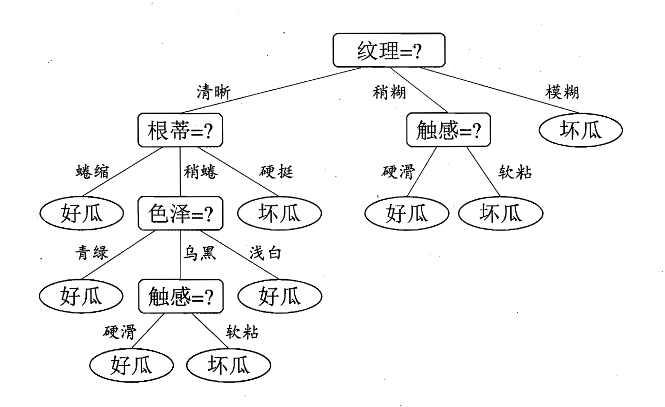 纹理=?
清晰 稍糊 模糊
根蒂=? 触感=? 坏瓜
蜷缩 稍蜷 硬挺 硬滑 软粘
好瓜 色泽=? 坏瓜 好瓜 坏瓜
青绿 乌黑 浅白
好瓜 触感=? 好瓜
硬滑 软粘
好瓜 坏瓜